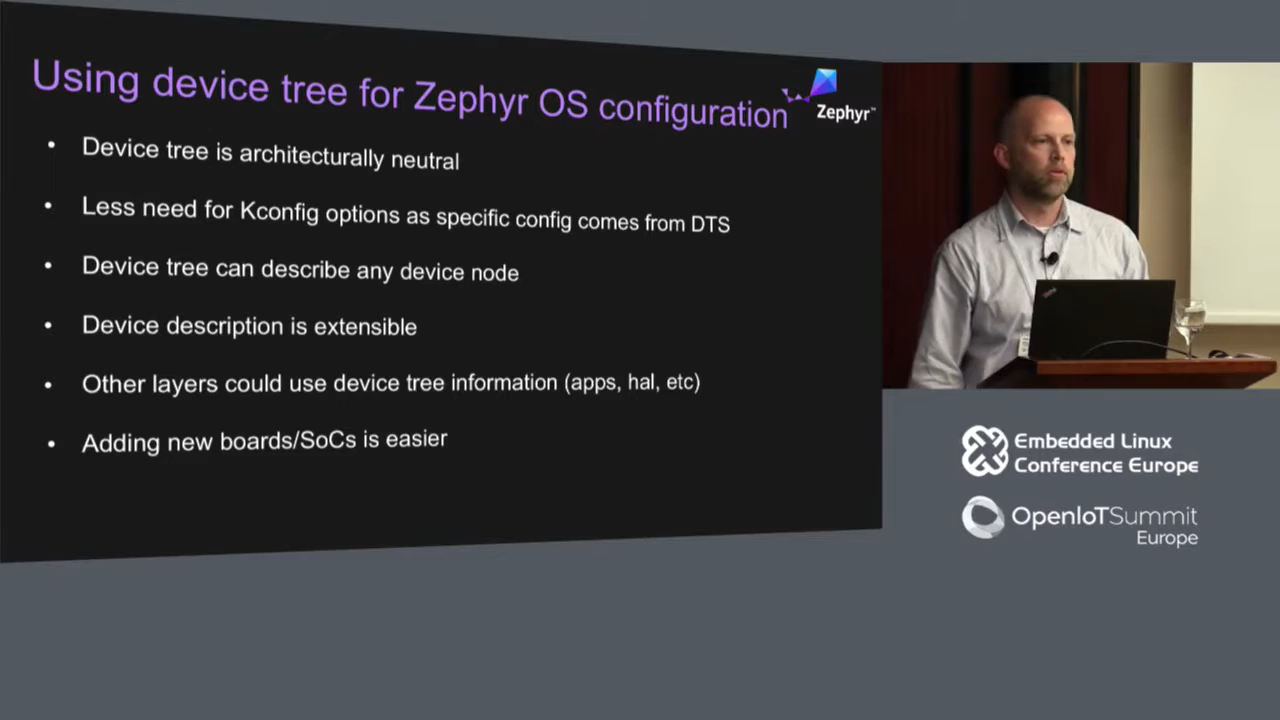 Using device tree for Zephyr OS configuration
Zephyr™
• Device tree is architecturally neutral
• Less need for Kconfig options as specific config comes from DTS
• Device tree can describe any device node
• Device description is extensible
• Other layers could use device tree information (apps, hal, etc)
• Adding new boards/SoCs is easier
Embedded Linux
Conference Europe
OpenIoTSummit
Europe